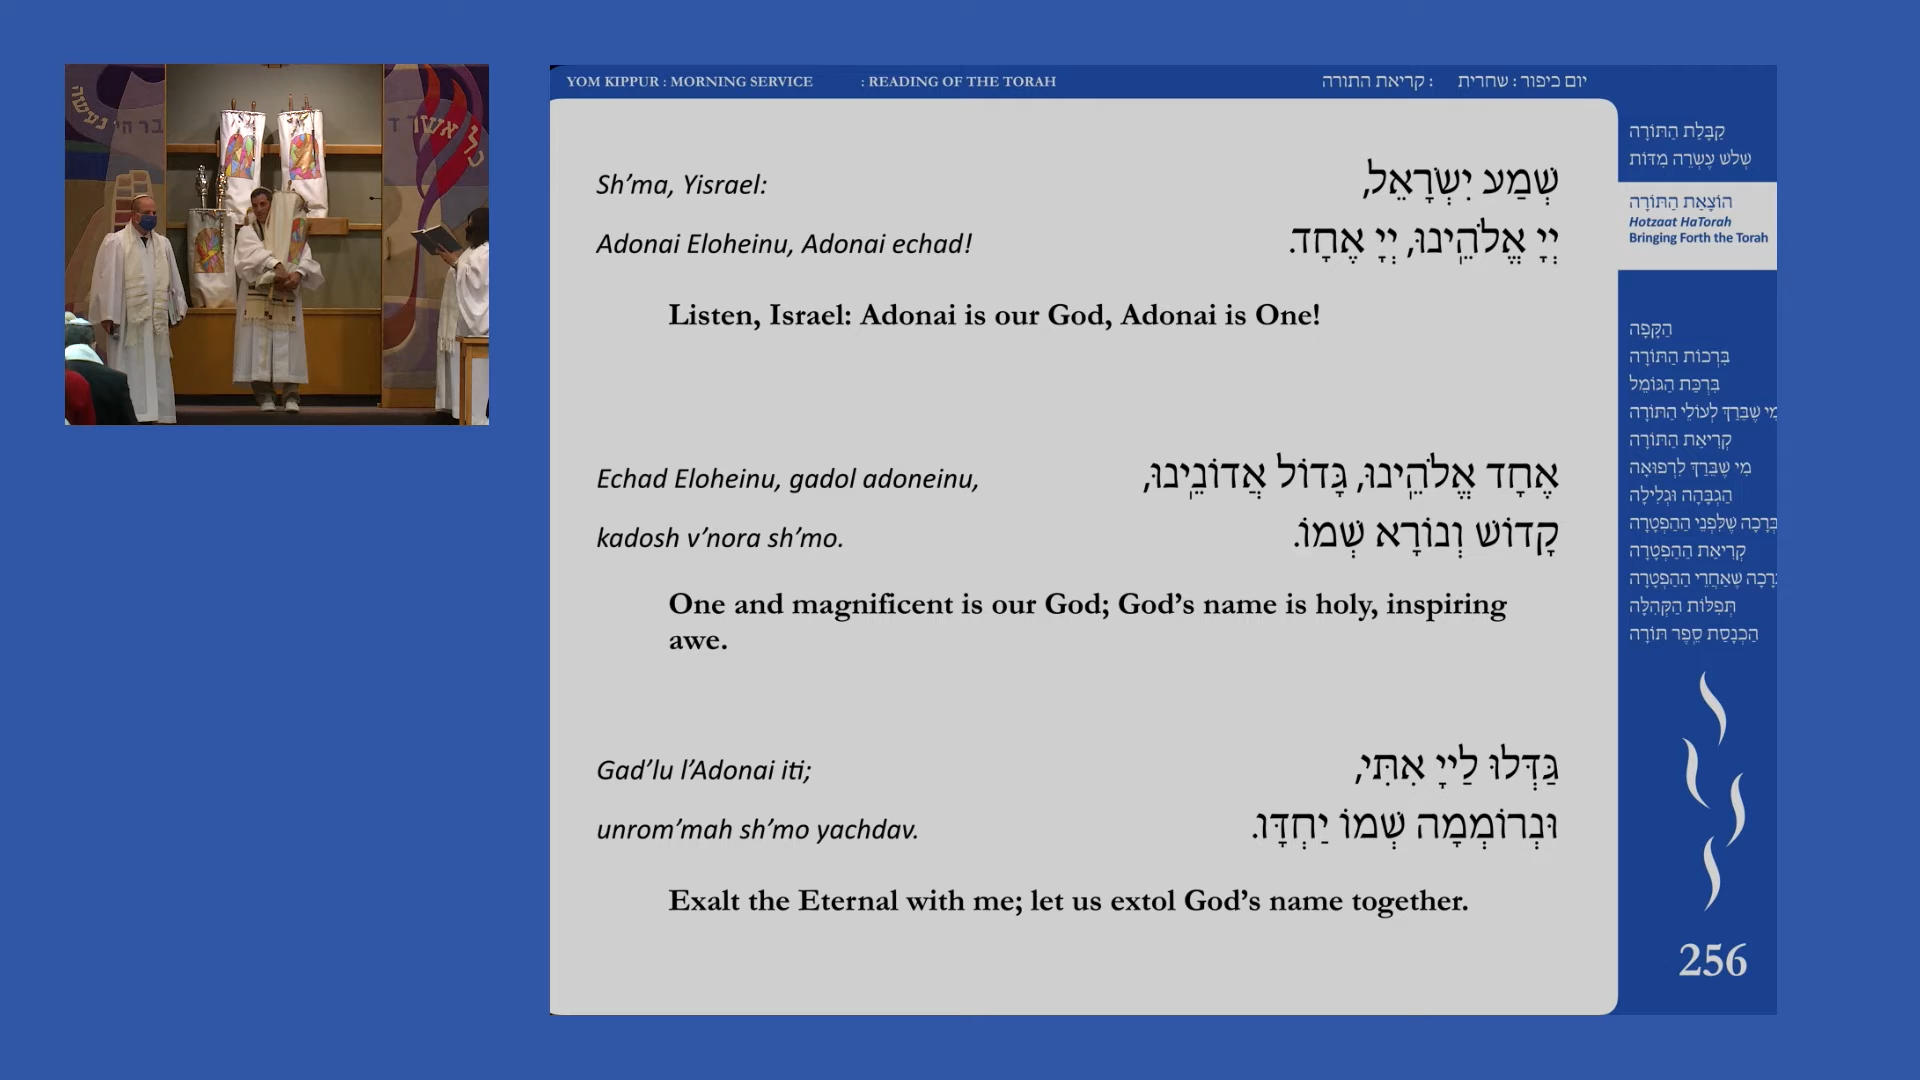 YOM KIPPUR : MORNING SERVICE : READING OF THE TORAH
יום כיפור : שחרית : קריאת התורה
Sh’ma, Yisrael:
שְׁמַע יִשְׂרָאֵל,
Adonai Eloheinu, Adonai echad!
יְיָ אֱלֹהֵֽינוּ, יְיָ אֶחָד.
Listen, Israel: Adonai is our God, Adonai is One!
Echad Eloheinu, gadol adoneinu,
אֶחָד אֱלֹהֵֽינוּ, גָּדוֹל אֲדוֹנֵֽינוּ,
kadosh v’nora sh’mo.
קָדוֹשׁ וְנוֹרָא שְׁמוֹ.
One and magnificent is our God; God’s name is holy, inspiring
awe.
Gad’lu l’Adonai iti;
גַּדְּלוּ לַייָ אִתִּי,
unrom’mah sh’mo yachdav.
וּנְרוֹמְמָה שְׁמוֹ יַחְדָּו.
Exalt the Eternal with me; let us extol God’s name together.
קַבָּלַת הַתּוֹרָה
שְׁלֹשׁ עֶשְׂרֵה מִדּוֹת
הוֹצָאַת הַתּוֹרָה
Hotzaat HaTorah
Bringing Forth the Torah
הַקָּפָה
בִּרְכוֹת הַתּוֹרָה
בִּרְכַּת הַגּוֹמֵל
מִי שֶׁבֵּרַךְ לְעוֹלֵי הַתּוֹרָה
קְרִיאַת הַתּוֹרָה
מִי שֶׁבֵּרַךְ לִרְפוּאָה
הַגְבָּהָה וּגְלִילָה
בְּרָכָה שֶׁלִּפְנֵי הַהַפְטָרָה
קְרִיאַת הַהַפְטָרָה
שֶׁאַחֲרֵי הַהַפְטָרָה
תְּפִלּוֹת הַקְּהִלָּה
הַכְנָסַת סֵֽפֶר תּוֹרָה
256